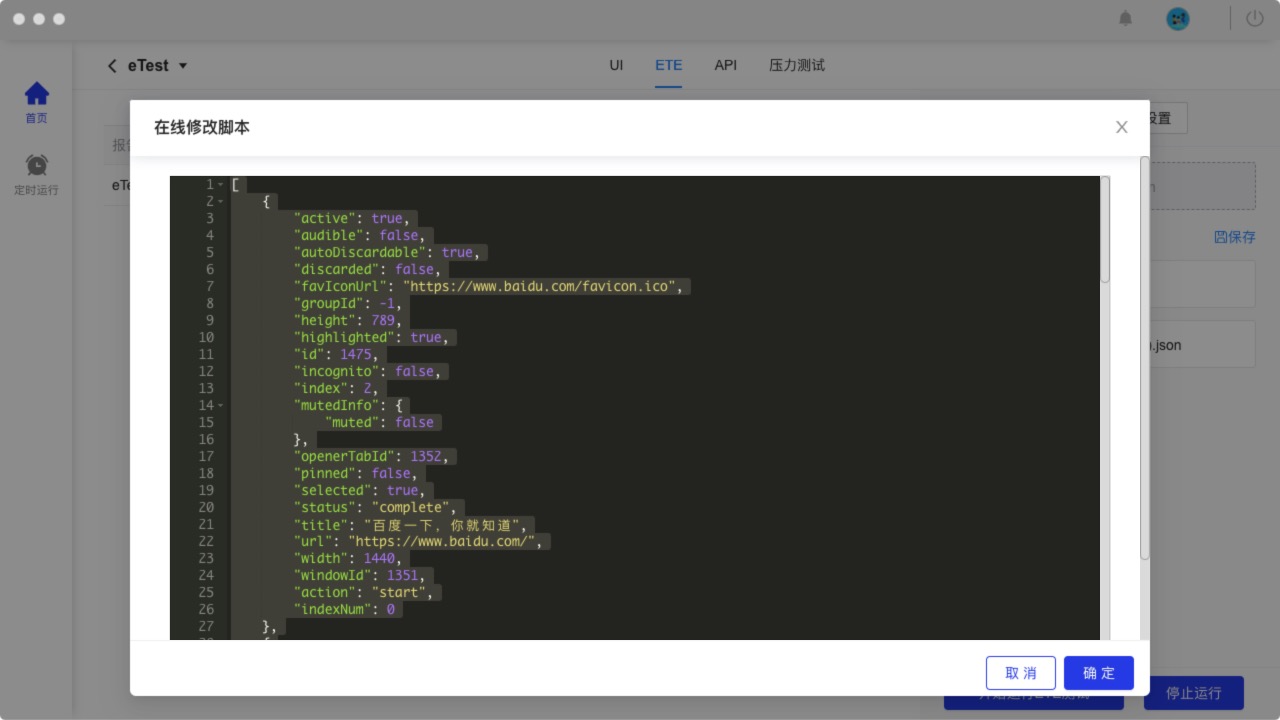 eTest
UI
ETE
API
压力测试
首页
定时运行
报
eTe
设置
保存
).json
在线修改脚本
1 [
2 {
3 "active": true,
4 "audible": false,
5 "autoDiscardable": true,
6 "discarded": false,
7 "favIconUrl": "https://www.baidu.com/favicon.ico",
8 "groupId": -1,
9 "height": 789,
10 "highlighted": true,
11 "id": 1475,
12 "incognito": false,
13 "index": 2,
14 "mutedInfo": {
15 "muted": false
16 },
17 "openerTabId": 1352,
18 "pinned": false,
19 "selected": true,
20 "status": "complete",
21 "title": "百度一下，你就知道",
22 "url": "https://www.baidu.com/",
23 "width": 1440,
24 "windowId": 1351,
25 "action": "start",
26 "indexNum": 0
27 },
取 消
确 定
停止运行